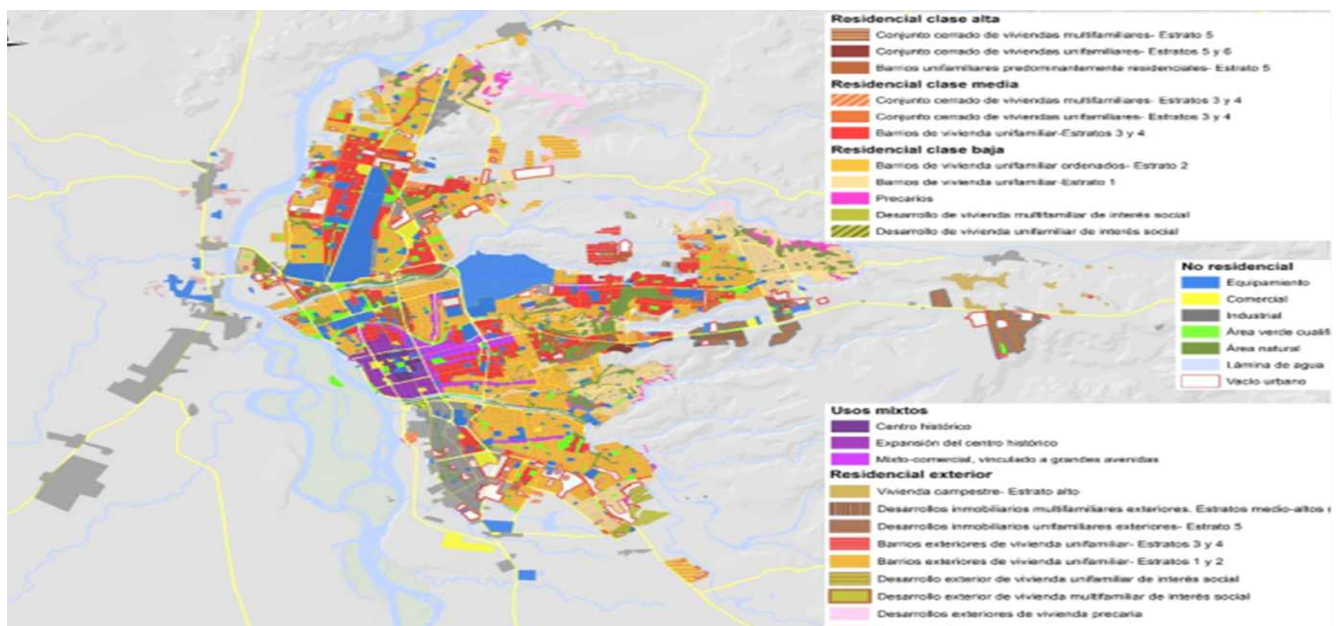 Residencial clase alta
Conjunto cerrado de viviendas multifamiliares- Estrato 5
Conjunto cerrado de viviendas unifamiliares- Estratos 5 y 6
Barrios unifamiliares predominantemente residenciales- Estrato 5
Residencial clase media
Conjunto cerrado de viviendas multifamiliares- Estratos 3 y 4
Conjunto cerrado de viviendas unifamiliares- Estratos 3 y 4
Barrios de vivienda unifamiliar-Estratos 3 y 4
Residencial clase baja
Barrios de vivienda unifamiliar ordenados- Estrato 2
Barrios de vivienda unifamiliar-Estrato 1
Precarios
Desarrollo de vivienda multifamiliar de interés social
Desarrollo de vivienda unifamiliar de interés social
No residencial
Equipamiento
Comercial
Industrial
Área verde cualifi
Área natural
Lámina de agua
Vacío urbano
Usos mixtos
Centro histórico
Expansión del centro histórico
Mixto-comercial, vinculado a grandes avenidas
Residencial exterior
Vivienda campestre- Estrato alto
Desarrollos inmobiliarios multifamiliares exteriores. Estratos medio-altos
Desarrollos inmobiliarios unifamiliares exteriores- Estrato 5
Barrios exteriores de vivienda unifamiliar- Estratos 3 y 4
Barrios exteriores de vivienda unifamiliar- Estratos 1 y 2
Desarrollo exterior de vivienda unifamiliar de interés social
Desarrollo exterior de vivienda multifamiliar de interés social
Desarrollos exteriores de vivienda precaria